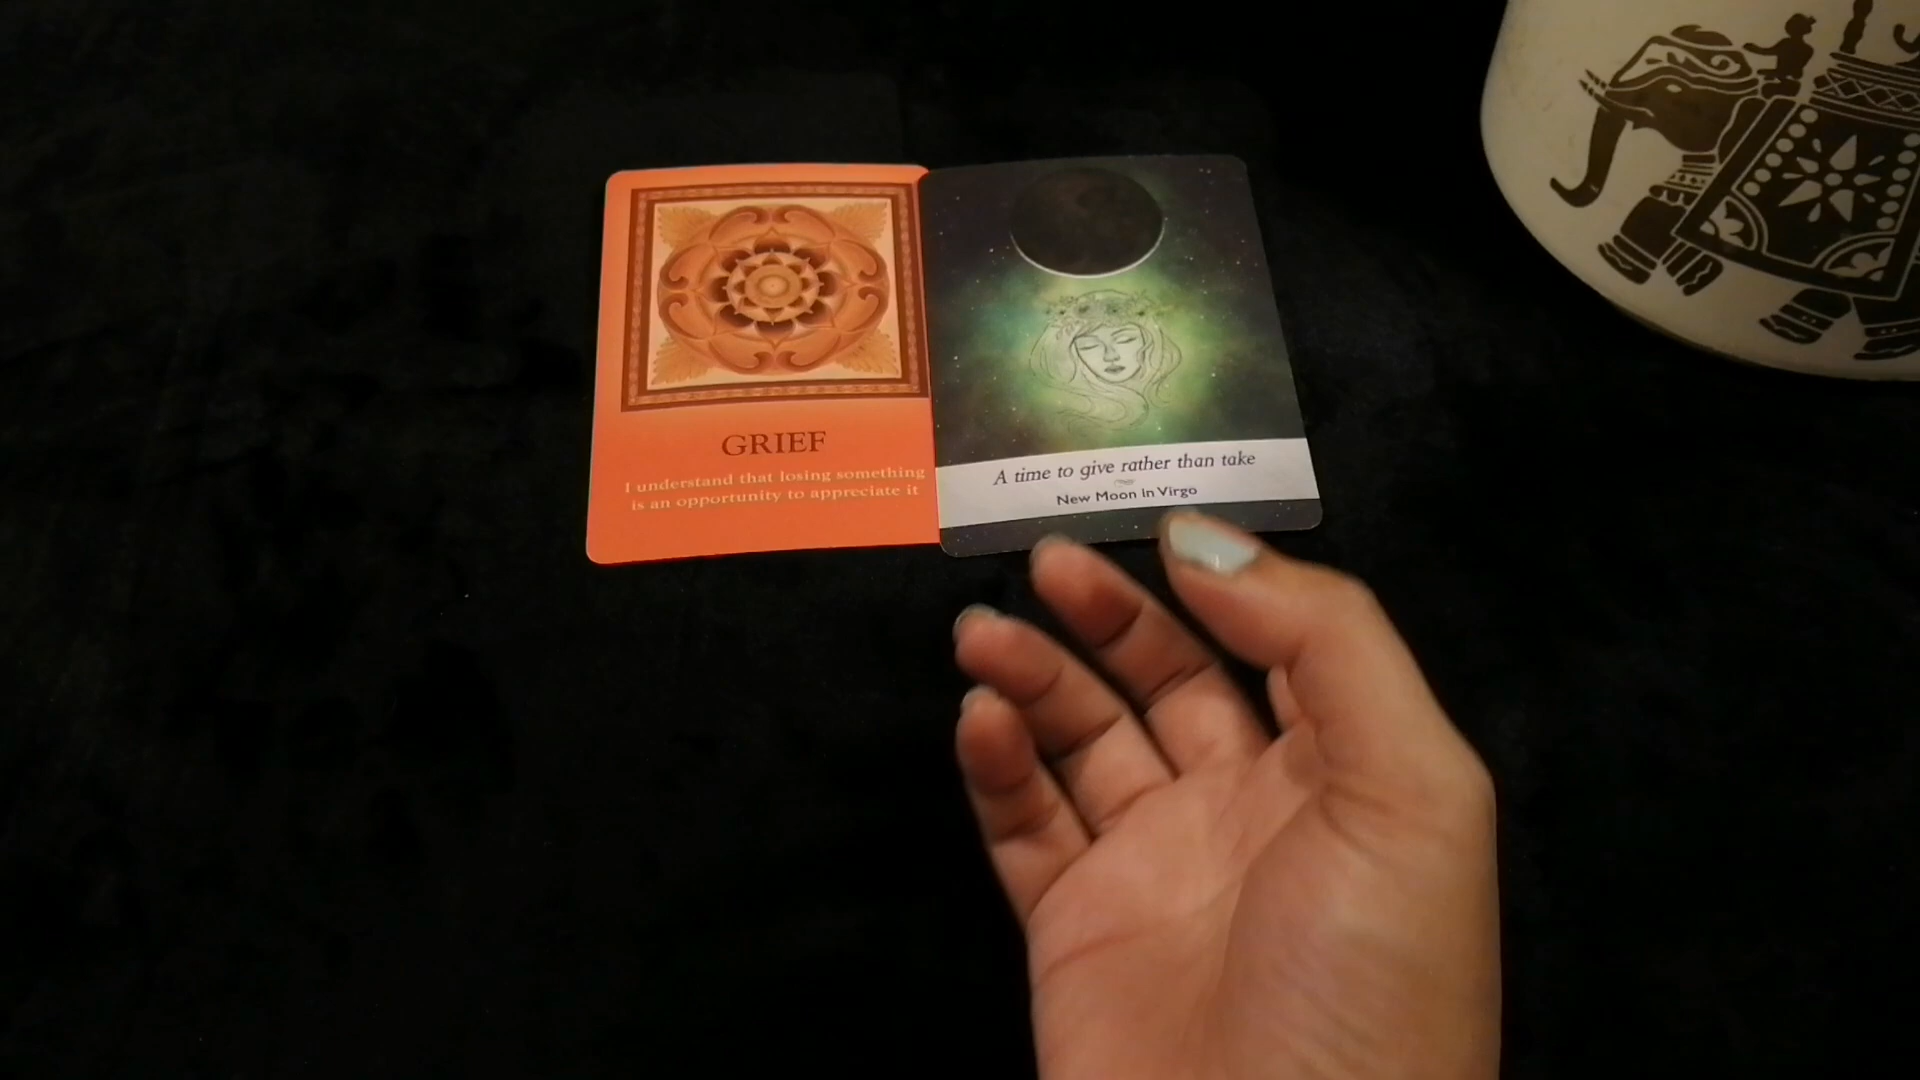 GRIEF
I understand that losing something
is an opportunity to appreciate it
A time to give rather than take
New Moon in Virgo